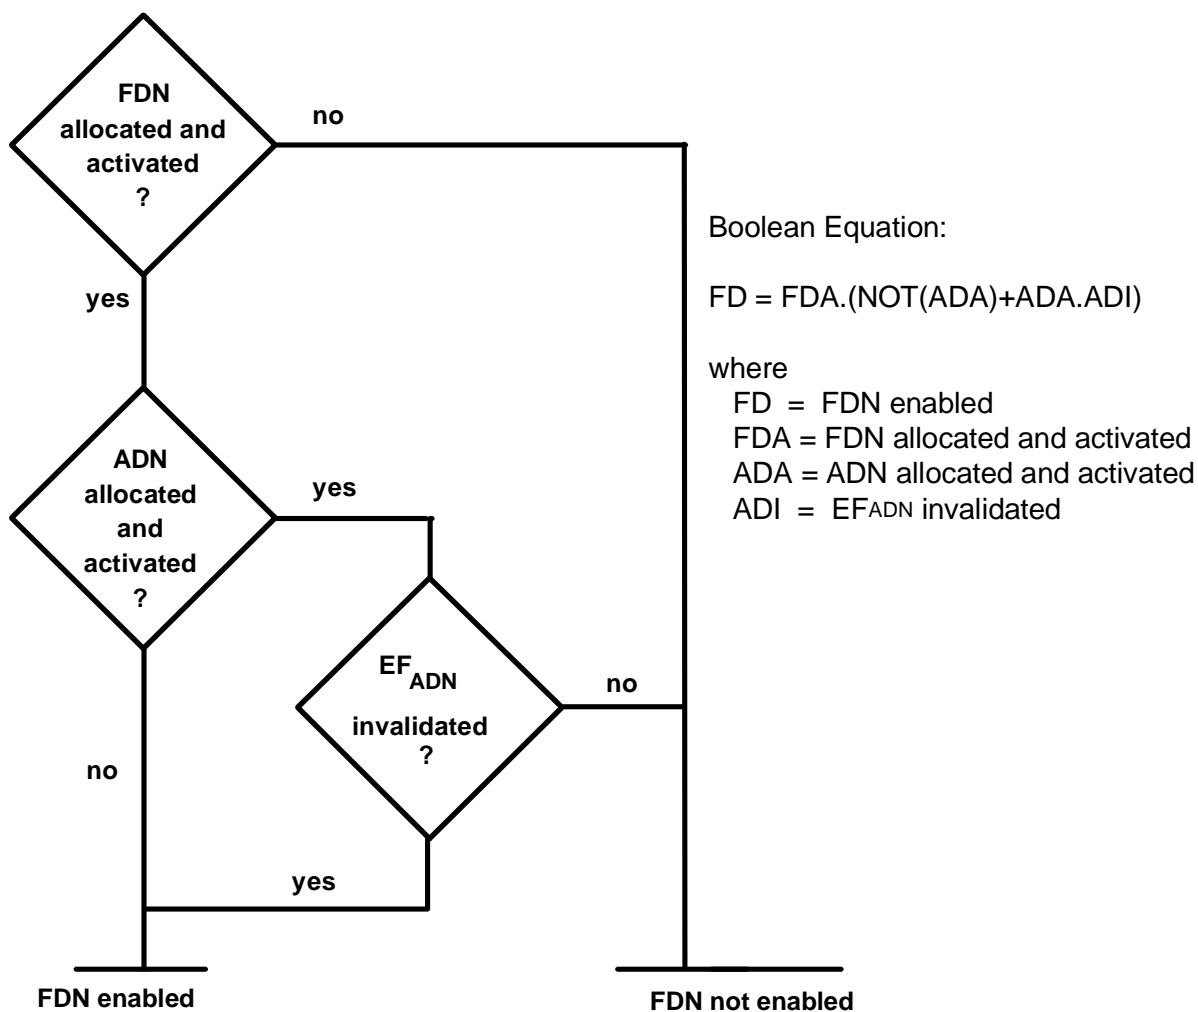 FDN
allocated and
activated
?
no
yes
Boolean Equation:
FD = FDA.(NOT(ADA)+ADA.ADI)
where
FD = FDN enabled
FDA = FDN allocated and activated
ADA = ADN allocated and activated
ADI = EFADN invalidated
ADN
allocated
and
activated
?
yes
EFADN
invalidated
?
no
no
yes
FDN enabled
FDN not enabled